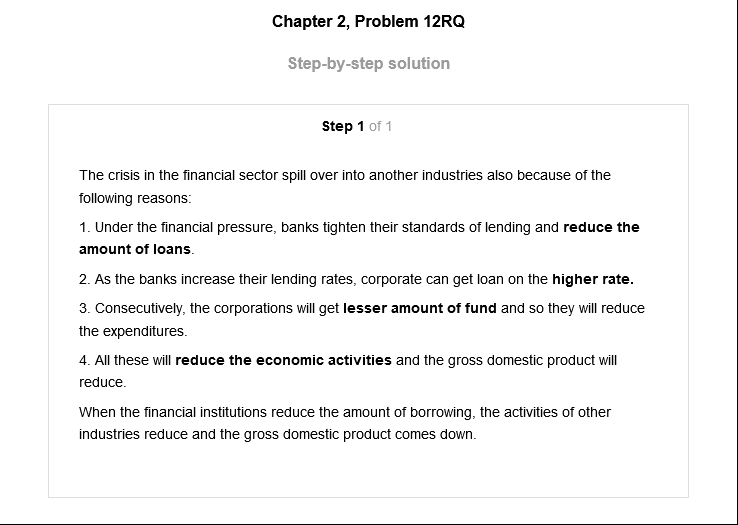 Chapter 2, Problem 12RQ
Step-by-step solution
Step 1 of 1
The crisis in the financial sector spill over into another industries also because of the
following reasons:
1. Under the financial pressure, banks tighten their standards of lending and reduce the
amount of loans.
2. As the banks increase their lending rates, corporate can get loan on the higher rate.
3. Consecutively, the corporations will get lesser amount of fund and so they will reduce
the expenditures.
4. All these will reduce the economic activities and the gross domestic product will
reduce.
When the financial institutions reduce the amount of borrowing, the activities of other
industries reduce and the gross domestic product comes down.